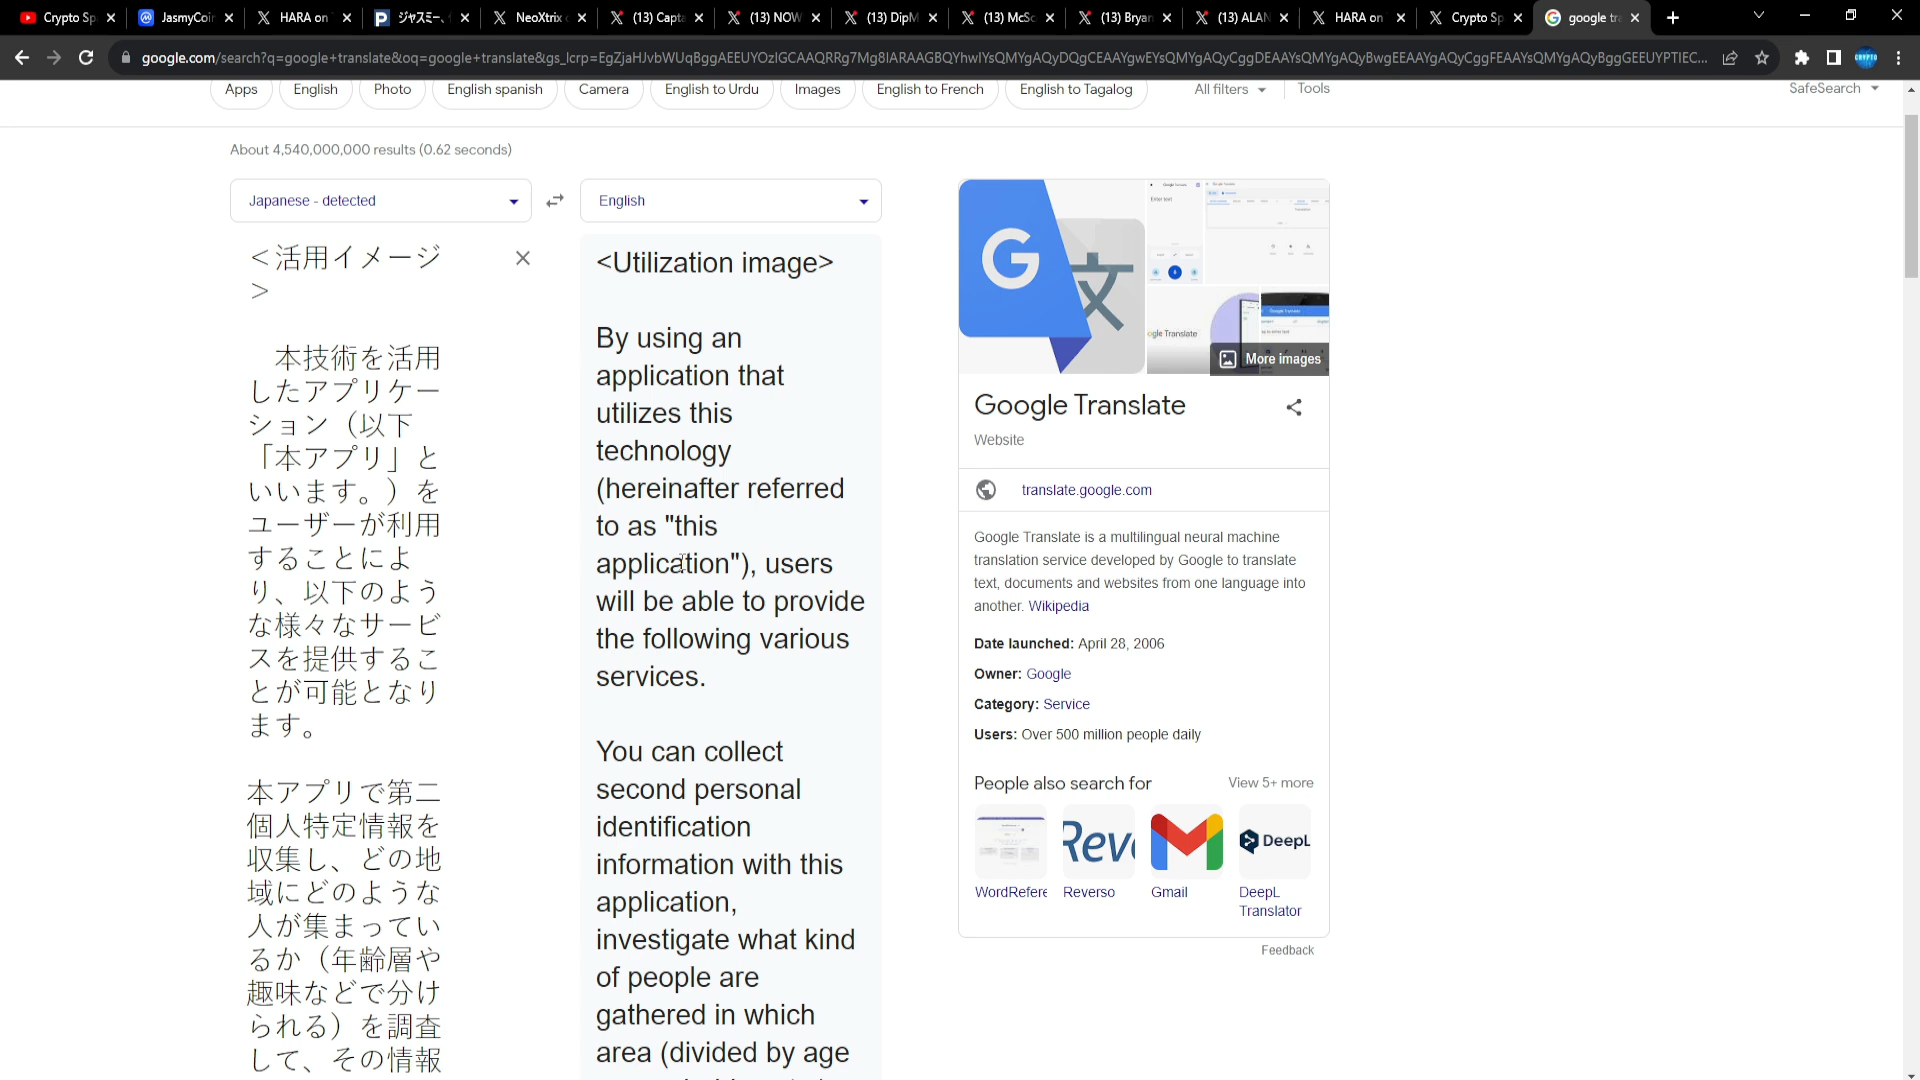 Crypto Sp
JasmyCoin
HARA on
ジャスミー、
NeoXtrix
(13) Capta
(13) NOW
(13) DipM
(13) McSc
(13) Bryan
(13) ALAN
HARA on
Crypto Sp
google tra
google.com/search?q=google+translate&oq=google+translate&gs_lcrp=EgZjaHJvbWUqBggAEEUYOzIGCAAQRRg7Mg8IARAAGBQYhwIYsQMYgAQyDQgCEAAYgwEYsQMYgAQyCggDEAAYsQMYgAQyBwgEEAAYgAQyCggFEAAYsQMYgAQyBggGEEUYPTIEC...
Apps
English
Photo
English spanish
Camera
English to Urdu
Images
English to French
English to Tagalog
All filters
Tools
SafeSearch
About 4,540,000,000 results (0.62 seconds)
Japanese - detected
English
＜活用イメージ
＞
本技術を活用
したアプリケー
ション（以下
「本アプリ」と
いいます。）を
ユーザーが利用
することによ
り、以下のよう
な様々なサービ
スを提供するこ
とが可能となり
ます。
本アプリで第二
個人特定情報を
収集し、どの地
域にどのような
人が集まってい
るか（年齢層や
趣味などで分け
られる）を調査
して、その情報
<Utilization image>
By using an
application that
utilizes this
technology
(hereinafter referred
to as "this
application"), users
will be able to provide
the following various
services.
You can collect
second personal
identification
information with this
application,
investigate what kind
of people are
gathered in which
area (divided by age
More images
Google Translate
Website
translate.google.com
Google Translate is a multilingual neural machine
translation service developed by Google to translate
text, documents and websites from one language into
another. Wikipedia
Date launched: April 28, 2006
Owner: Google
Category: Service
Users: Over 500 million people daily
People also search for
View 5+ more
DeepL
WordRefere
Reverso
Gmail
DeepL
Translator
Feedback